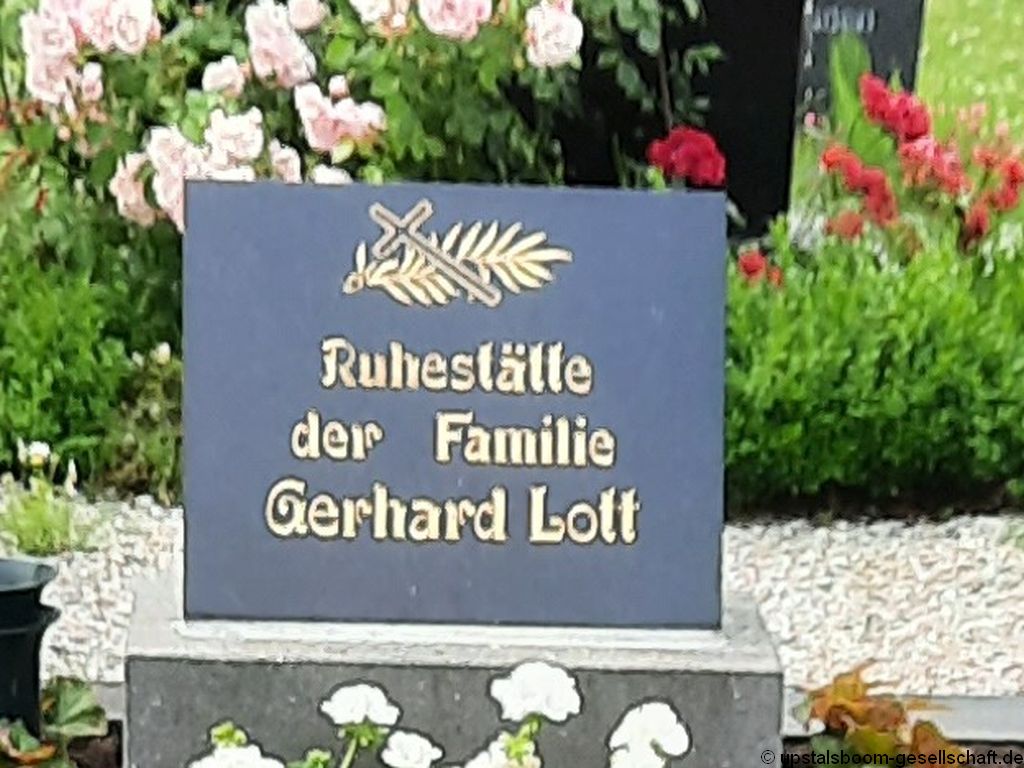 Ruhestätte
der Familie
Gerhard Lott
© upstalsboom-gesellschaft.de